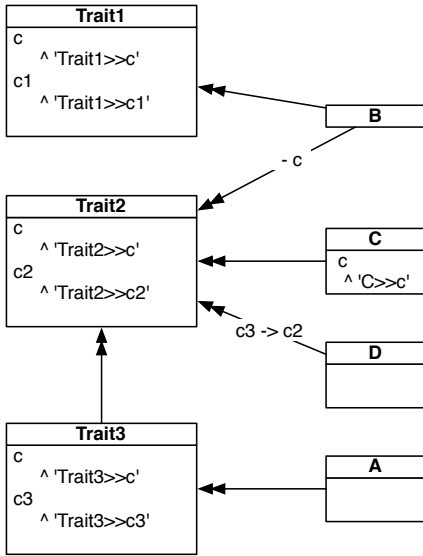 Trait1
c
^ 'Trait1>>c'
c1
^ 'Trait1>>c1'
B
- c
Trait2
c
^ 'Trait2>>c'
c2
^ 'Trait2>>c2'
C
c
^ 'C>>c'
c3 -> c2
D
Trait3
c
^ 'Trait3>>c'
c3
^ 'Trait3>>c3'
A